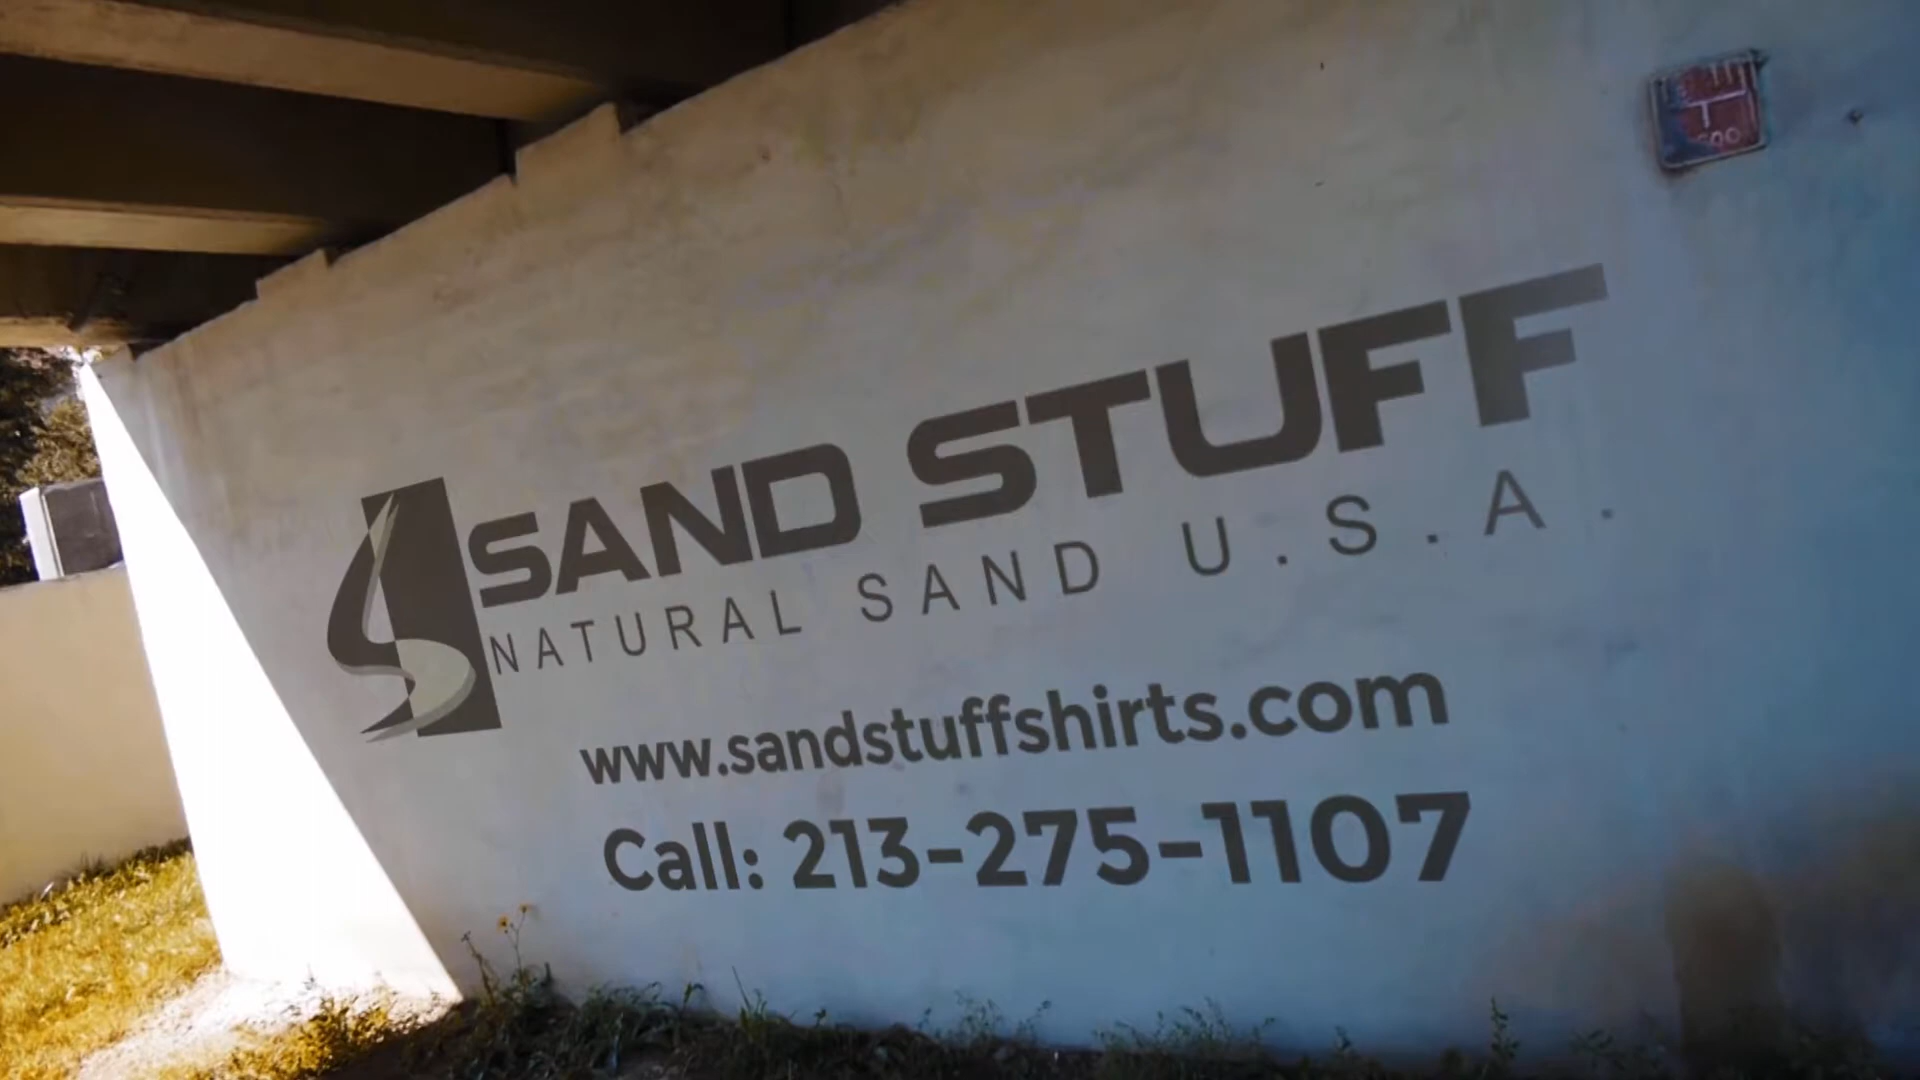 SAND STUFF
NATURAL SAND U.S.A.
www.sandstuffshirts.com
Call: 213-275-1107